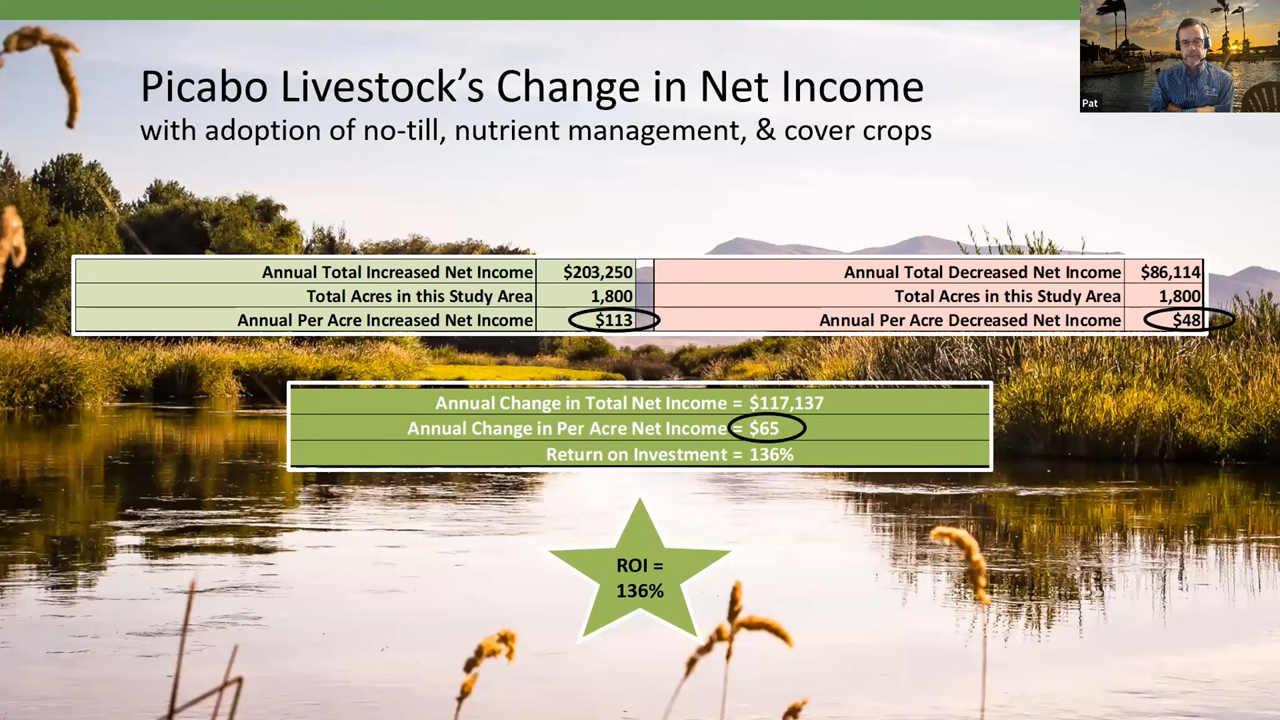 Picabo Livestock's Change in Net Income
with adoption of no-till, nutrient management, & cover crops
Pat
Annual Total Increased Net Income $203,250
Total Acres in this Study Area 1,800
Annual Per Acre Increased Net Income $113
Annual Total Decreased Net Income $86,114
Total Acres in this Study Area 1,800
Annual Per Acre Decreased Net Income $48
Annual Change in Total Net Income = $117,137
Annual Change in Per Acre Net Income = $65
Return on Investment = 136%
ROI =
136%